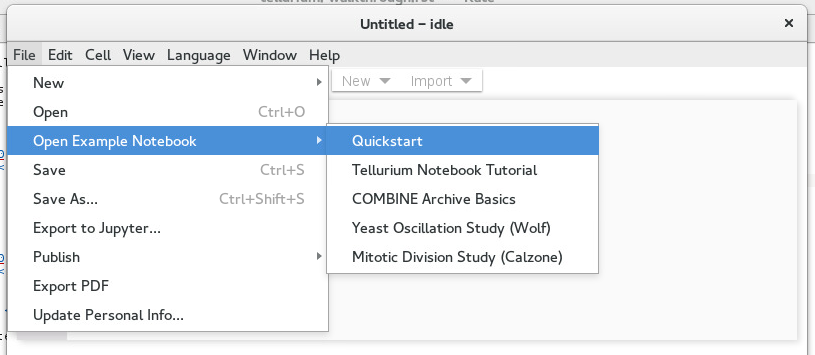 Untitled – idle
File Edit Cell View Language Window Help
New
New Import
Open Ctrl+O
Open Example Notebook
Quickstart
Save Ctrl+S
Tellurium Notebook Tutorial
Save As... Ctrl+Shift+S
COMBINE Archive Basics
Export to Jupyter...
Yeast Oscillation Study (Wolf)
Publish
Mitotic Division Study (Calzone)
Export PDF
Update Personal Info...